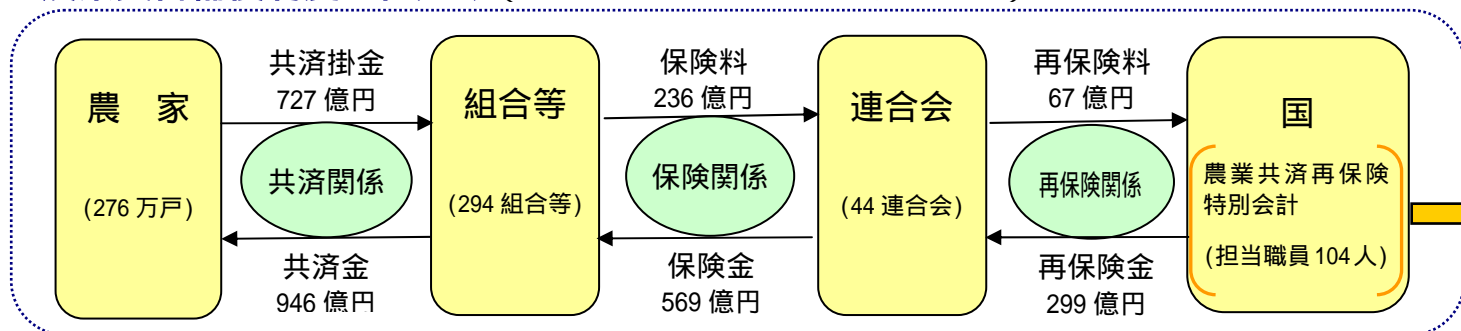 農　家
(276 万戸)
共済掛金
727 億円
共済関係
共済金
946 億円
組合等
(294 組合等)
保険料
236 億円
保険関係
保険金
569 億円
連合会
(44 連合会)
再保険料
67 億円
再保険関係
再保険金
299 億円
国
農業共済再保険
特別会計
(担当職員 104 人)